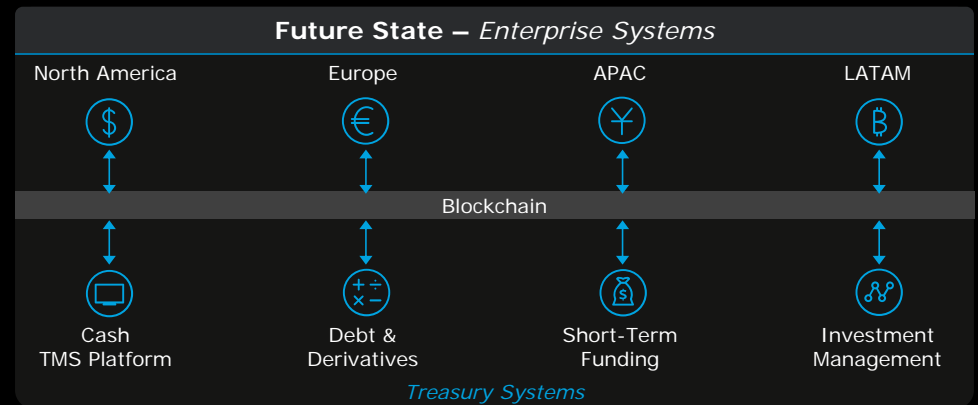 Future State – Enterprise Systems
North America
Europe
APAC
LATAM
$
€
¥
₿
Blockchain
+ ÷
× −
$
Cash
TMS Platform
Debt &
Derivatives
Short-Term
Funding
Investment
Management
Treasury Systems